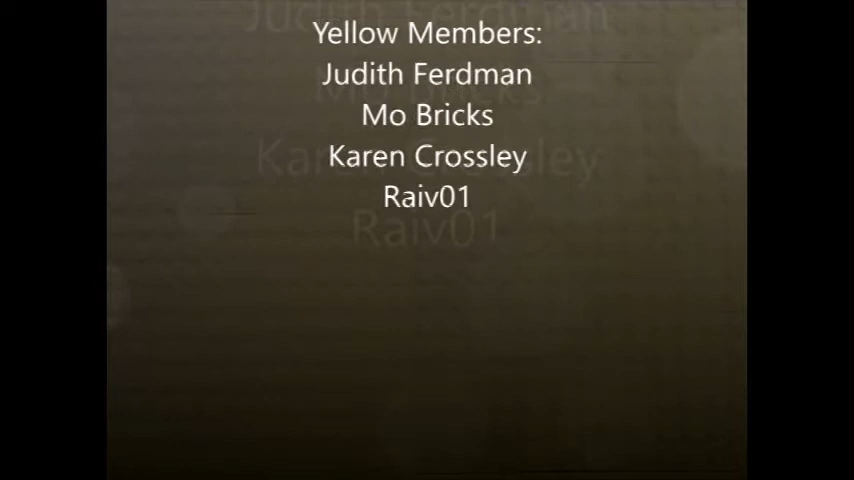 Yellow Members:
Judith Ferdman
Mo Bricks
Karen Crossley
Raiv01